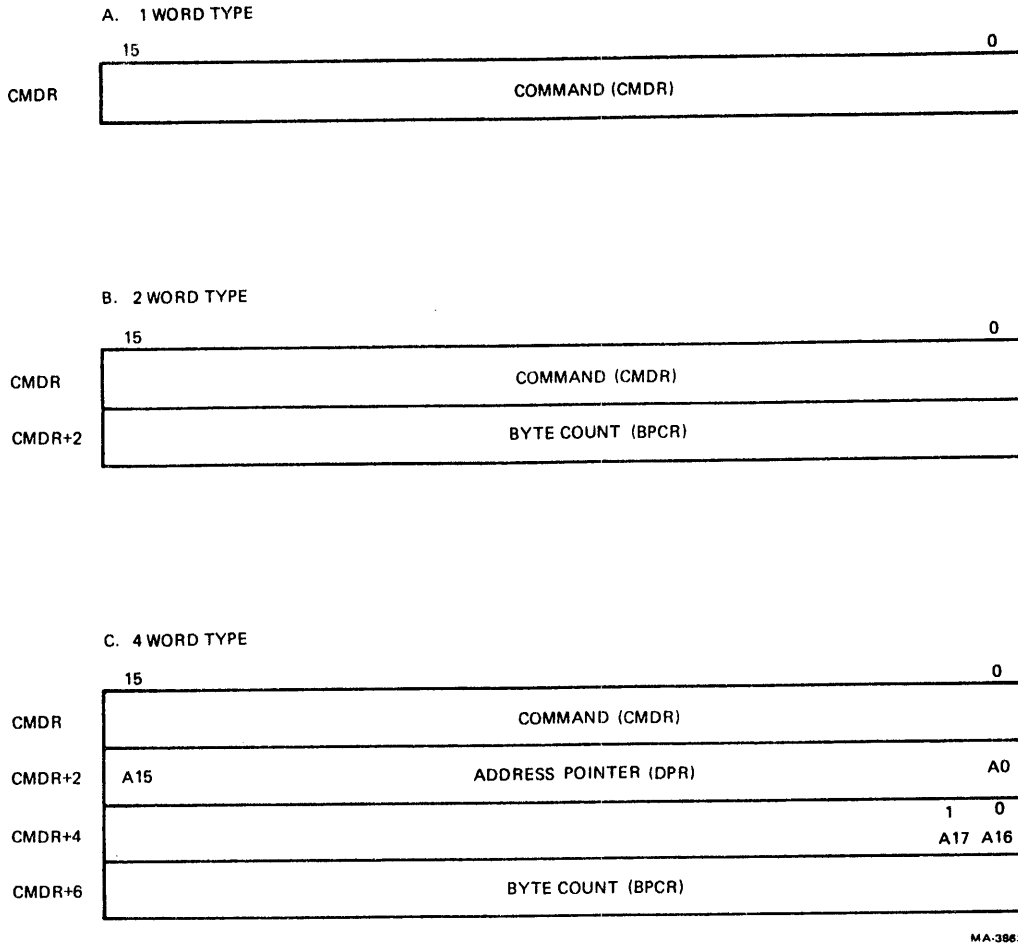 A. 1 WORD TYPE
15 0
CMDR COMMAND (CMDR)
B. 2 WORD TYPE
15 0
CMDR COMMAND (CMDR)
CMDR+2 BYTE COUNT (BPCR)
C. 4 WORD TYPE
15 0
CMDR COMMAND (CMDR)
CMDR+2 A15 ADDRESS POINTER (DPR) A0
1 0
CMDR+4 A17 A16
CMDR+6 BYTE COUNT (BPCR)